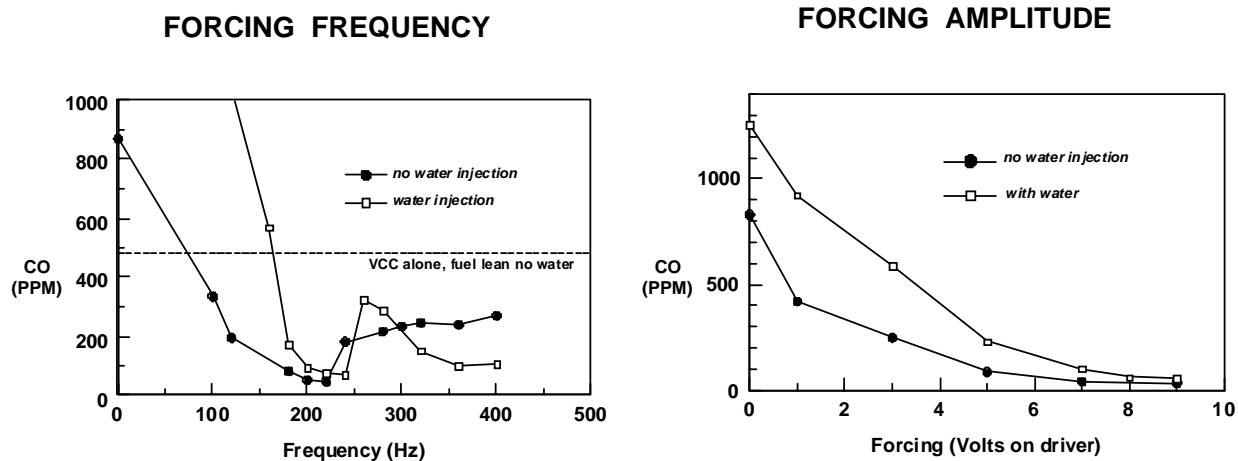 FORCING FREQUENCY
1000
800
600
400
200
0
CO
(PPM)
no water injection
water injection
VCC alone, fuel lean no water
0 100 200 300 400 500
Frequency (Hz)
FORCING AMPLITUDE
1000
500
0
CO
(PPM)
no water injection
with water
0 2 4 6 8 10
Forcing (Volts on driver)